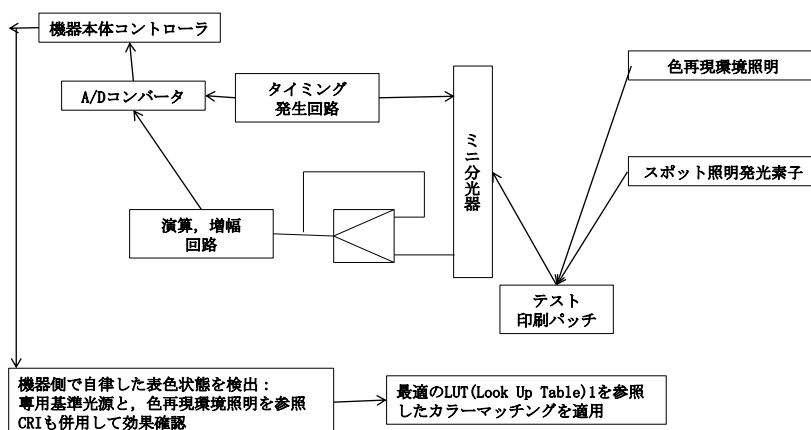 機器本体コントローラ
A/Dコンバータ
タイミング
発生回路
ミニ分光器
色再現環境照明
スポット照明発光素子
演算，増幅
回路
テスト
印刷パッチ
機器側で自律した表色状態を検出：
専用基準光源と，色再現環境照明を参照
CRIも併用して効果確認
最適のLUT(Look Up Table)1を参照
したカラーマッチングを適用